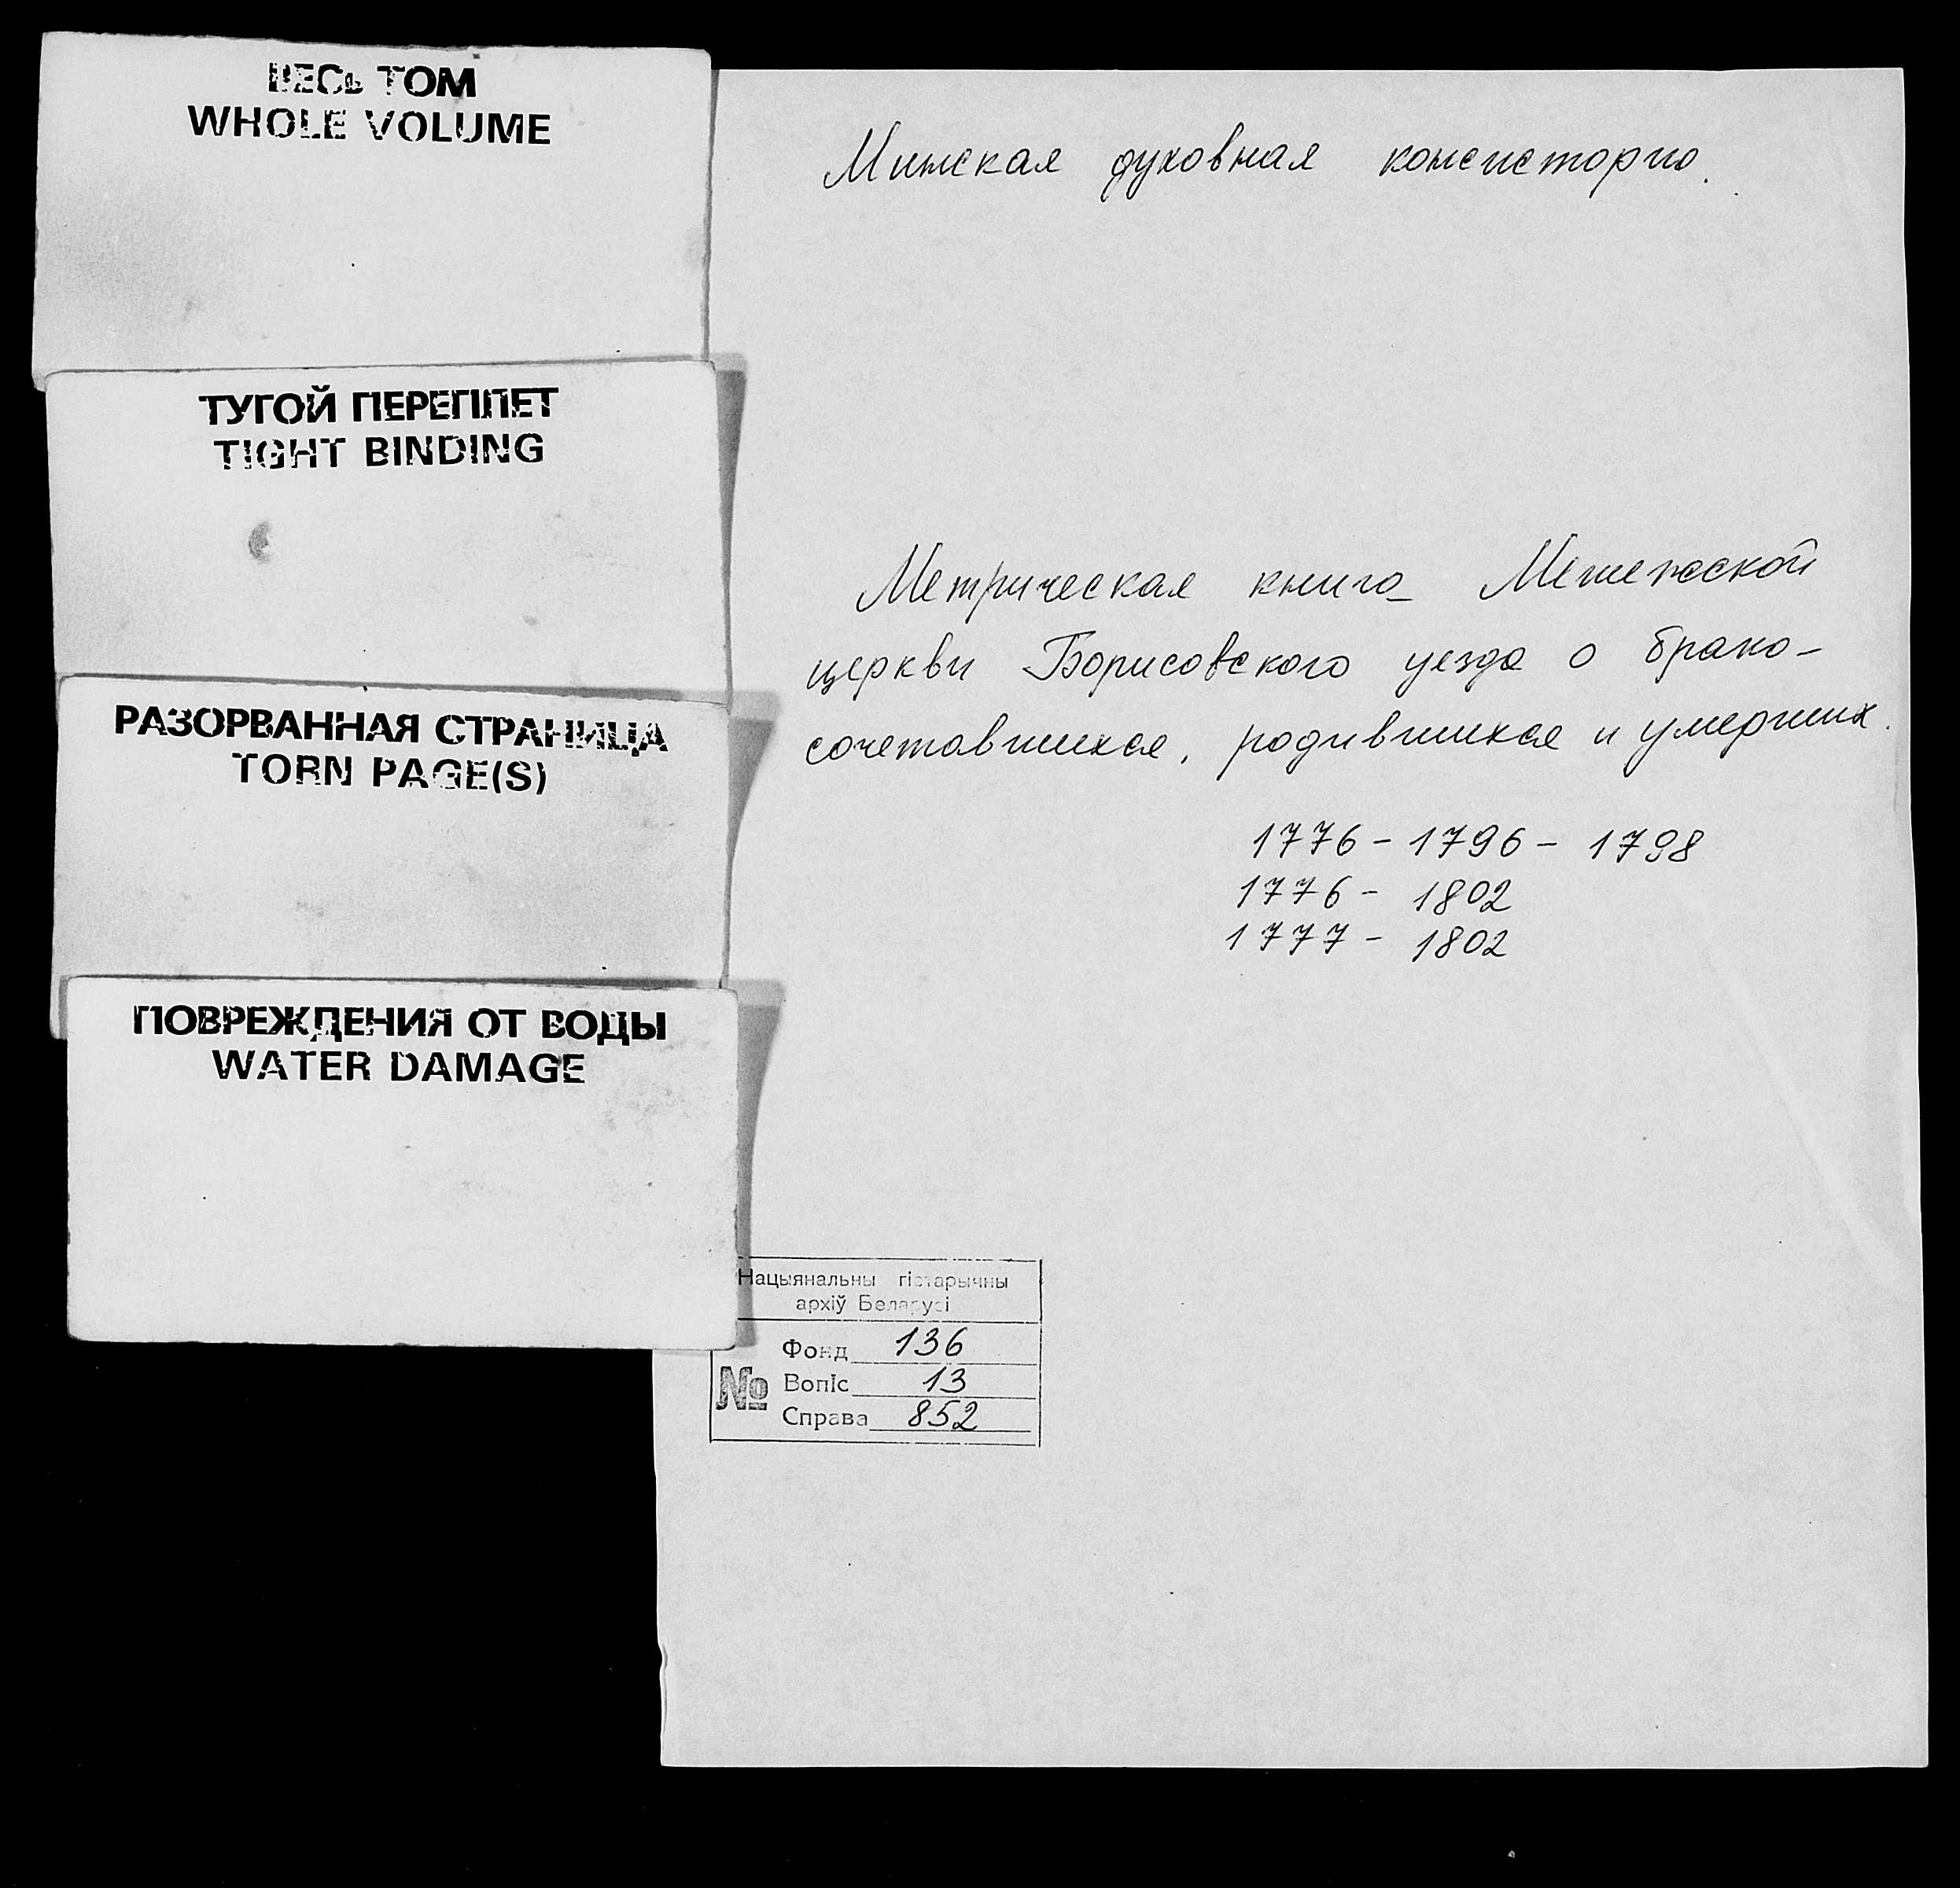 ВЕСЬ ТОМ
WHOLE VOLUME
ТУГОЙ ПЕРЕПЛЕТ
TIGHT BINDING
РАЗОРВАННАЯ СТРАНИЦА
TORN PAGE(S)
ПОВРЕЖДЕНИЯ ОТ ВОДЫ
WATER DAMAGE
Минская духовная консистория.
Метрическая книга
церкви Борисовского уезда о брако-
сочетавшихся, родившихся и умерших.
1776 - 1796 - 1798
1776 - 1802
1777 - 1802
Нацыянальны гістарычны
архіў Беларусі
Фонд 136
№ Вопіс 13
Справа 852